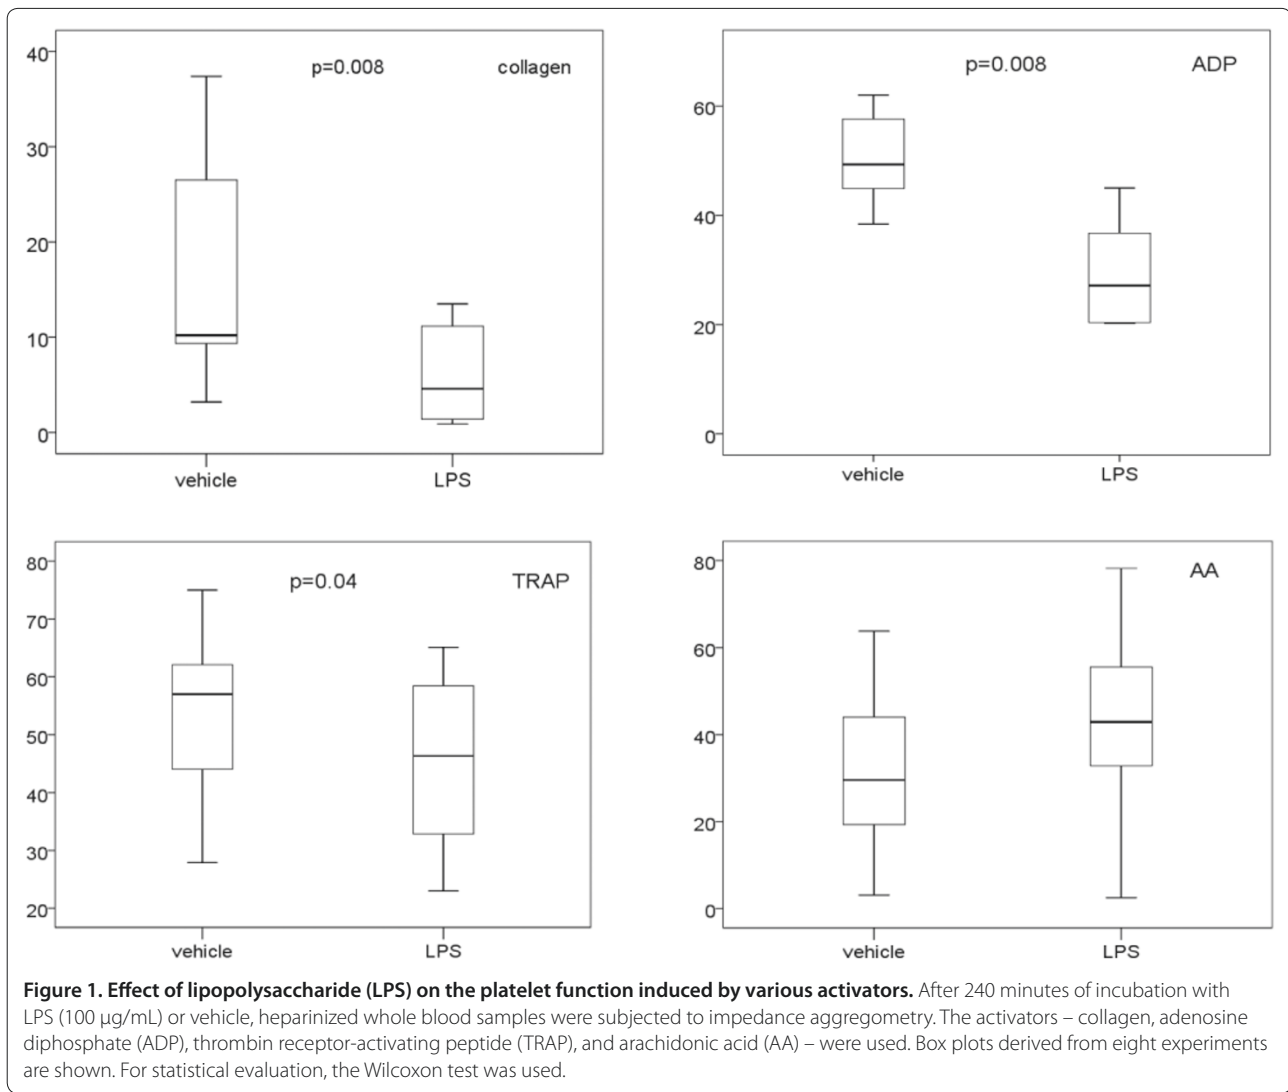 40
30
20
10
0
p=0.008 collagen
vehicle LPS
60
40
20
0
p=0.008 ADP
vehicle LPS
80
70
60
50
40
30
20
p=0.04 TRAP
vehicle LPS
80
60
40
20
0
AA
vehicle LPS
Figure 1. Effect of lipopolysaccharide (LPS) on the platelet function induced by various activators. After 240 minutes of incubation with
LPS (100 μg/mL) or vehicle, heparinized whole blood samples were subjected to impedance aggregometry. The activators – collagen, adenosine
diphosphate (ADP), thrombin receptor-activating peptide (TRAP), and arachidonic acid (AA) – were used. Box plots derived from eight experiments
are shown. For statistical evaluation, the Wilcoxon test was used.